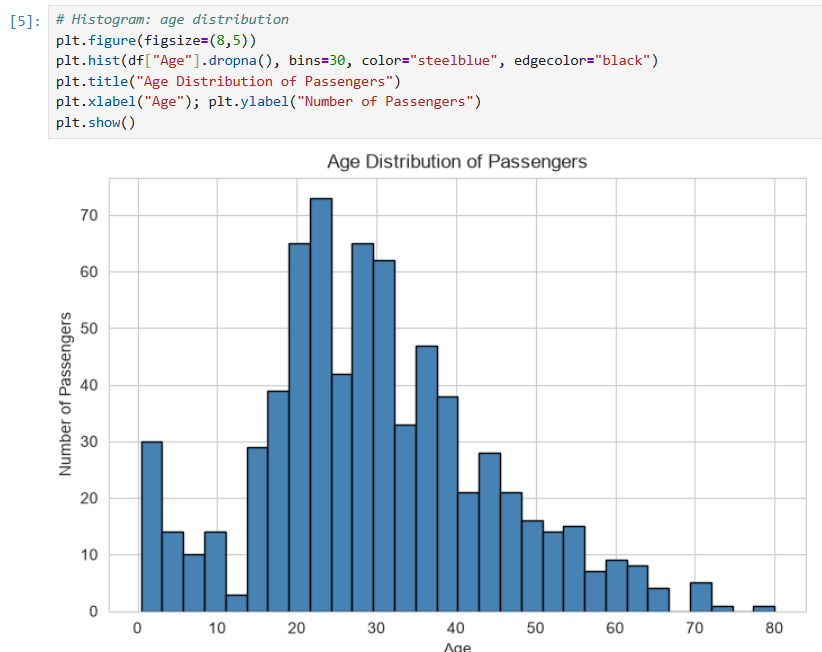 [5]: # Histogram: age distribution
plt.figure(figsize=(8,5))
plt.hist(df["Age"].dropna(), bins=30, color="steelblue", edgecolor="black")
plt.title("Age Distribution of Passengers")
plt.xlabel("Age"); plt.ylabel("Number of Passengers")
plt.show()
Age Distribution of Passengers
Number of Passengers
70
60
50
40
30
20
10
0
0 10 20 30 40 50 60 70 80
Age